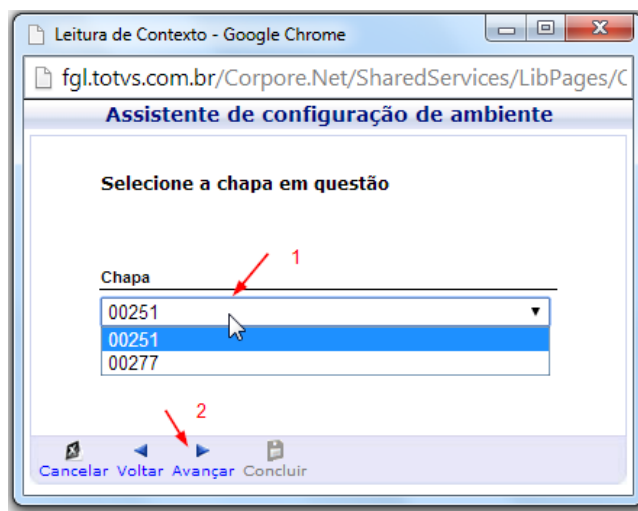 Leitura de Contexto - Google Chrome
fgl.totvs.com.br/Corpore.Net/SharedServices/LibPages/C
Assistente de configuração de ambiente
Selecione a chapa em questão
1
Chapa
00251
00251
00277
2
Cancelar Voltar Avançar Concluir